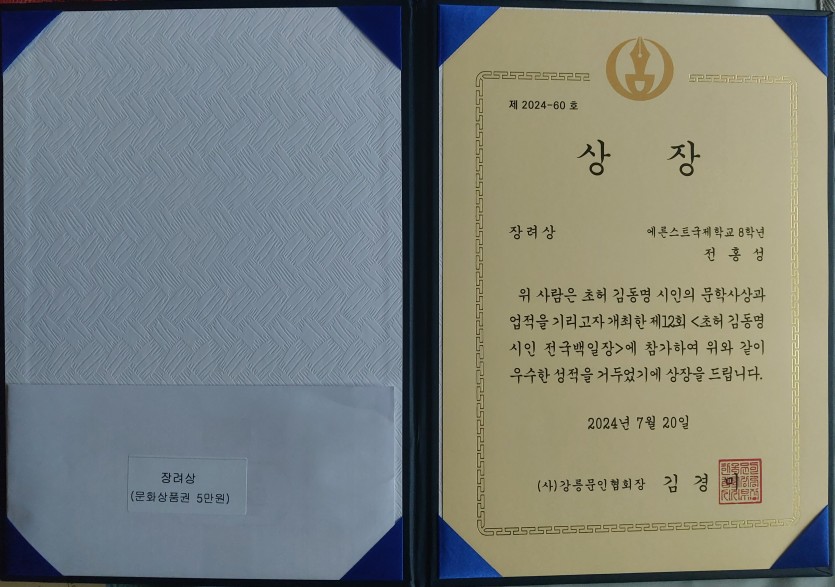 장려상
(문화상품권 5만원)
제 2024-60 호
상 장
장려상
에른스트국제학교 8학년
전 홍 성
위 사람은 초허 김동명 시인의 문학사상과
업적을 기리고자 개최한 제12회 <초허 김동명
시인 전국백일장>에 참가하여 위와 같이
우수한 성적을 거두었기에 상장을 드립니다.
2024년 7월 20일
(사)강릉문인협회장 김 경 미